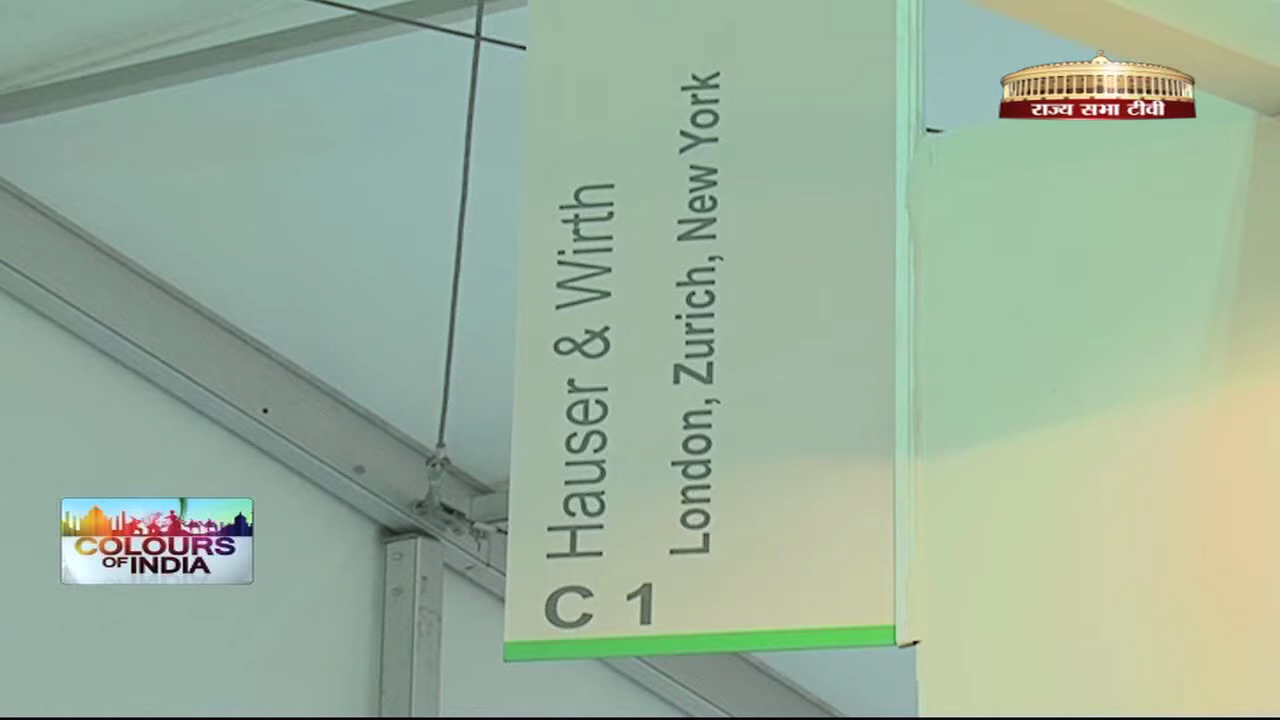 राज्य सभा टीवी
Hauser & Wirth
London, Zurich, New York
C 1
COLOURS
OF INDIA